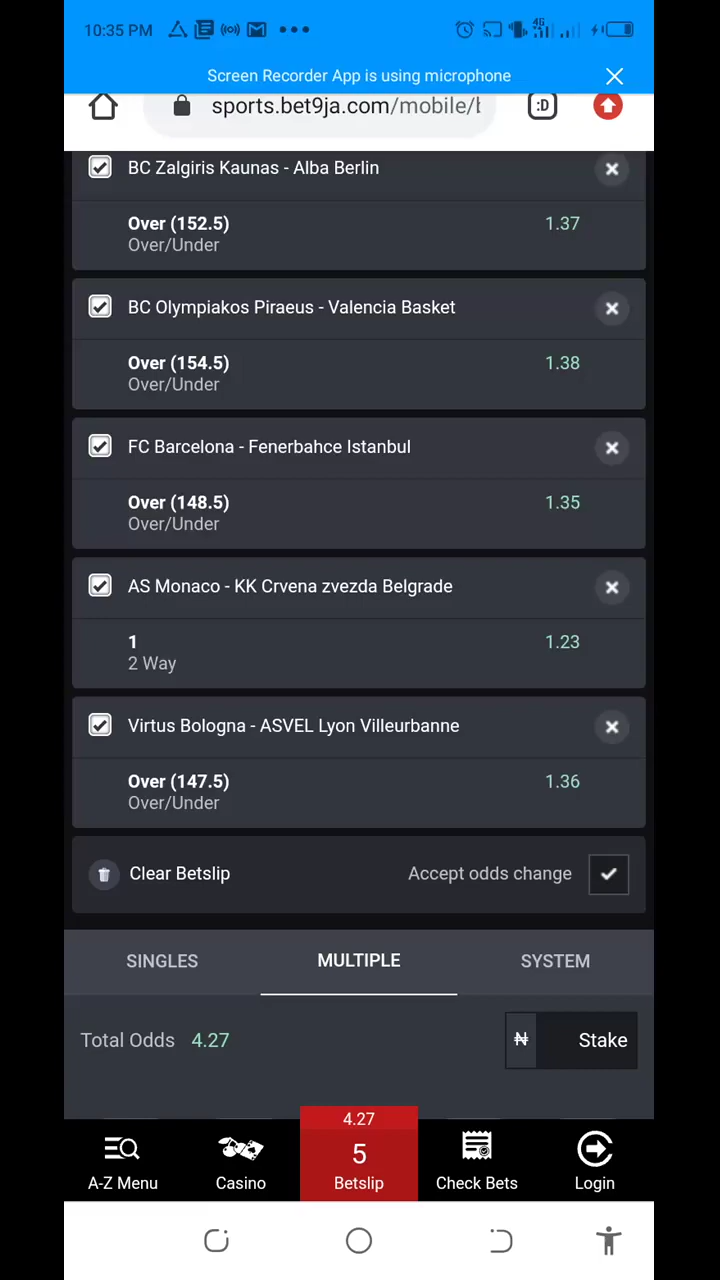 10:35 PM
4G
Screen Recorder App is using microphone
sports.bet9ja.com/mobile/b
:D
BC Zalgiris Kaunas - Alba Berlin
Over (152.5)
1.37
Over/Under
BC Olympiakos Piraeus - Valencia Basket
Over (154.5)
1.38
Over/Under
FC Barcelona - Fenerbahce Istanbul
Over (148.5)
1.35
Over/Under
AS Monaco - KK Crvena zvezda Belgrade
1
1.23
2 Way
Virtus Bologna - ASVEL Lyon Villeurbanne
Over (147.5)
1.36
Over/Under
Clear Betslip
Accept odds change
SINGLES
MULTIPLE
SYSTEM
Total Odds 4.27
₦ Stake
4.27
5
A-Z Menu
Casino
Betslip
Check Bets
Login